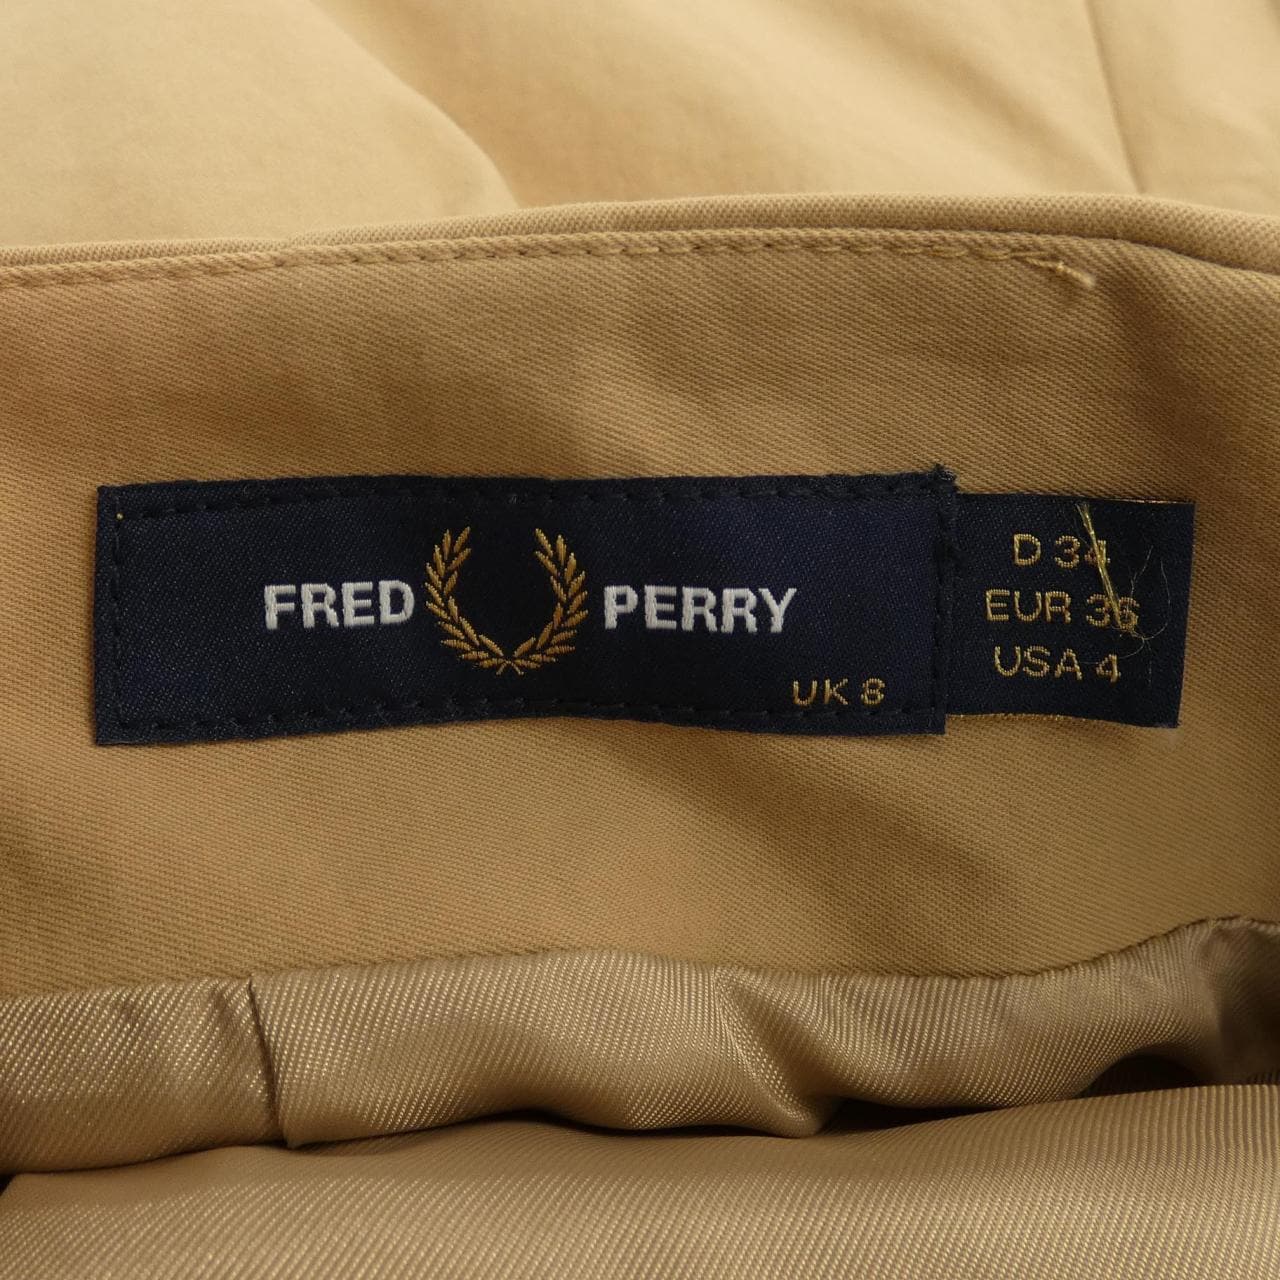 FRED PERRY
UK 8
D 34
EUR 36
USA 4